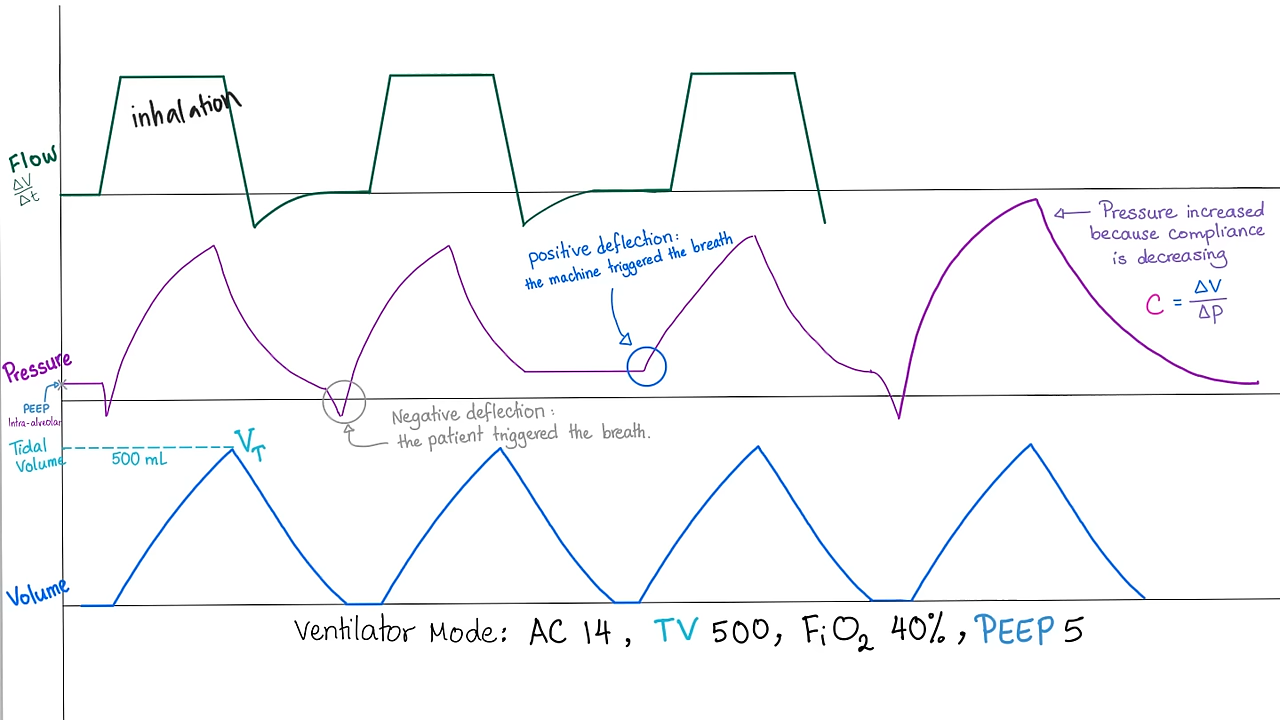 inhalation
Flow
ΔV
Δt
positive deflection:
the machine triggered the breath
Pressure increased
because compliance
is decreasing
C = ΔV
ΔP
Pressure
PEEP
Intra-alveolar
Negative deflection:
the patient triggered the breath.
Tidal
Volume
500 mL
VT
Volume
Ventilator Mode: AC 14, TV 500, FiO₂ 40%, PEEP 5